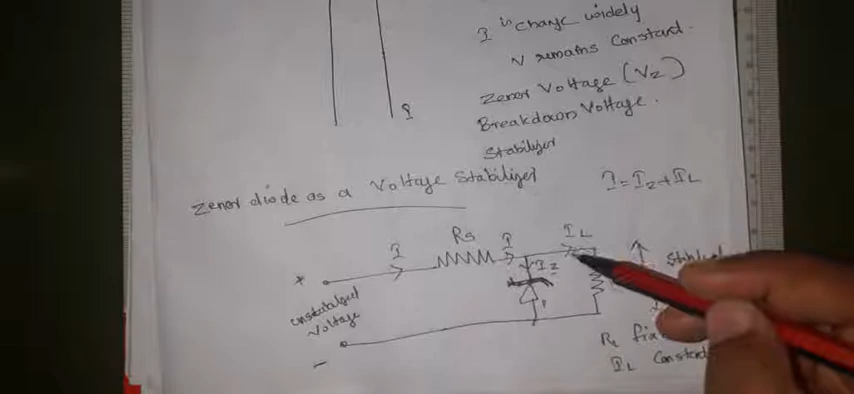 I is change widely
V remains Constant.
Zener Voltage (VZ)
Breakdown Voltage.
Stabilizer
I
Zener diode as a Voltage Stabilizer
I = IZ + IL
I
RS
I
IL
IZ
+
unstabilized
Voltage
−
RL
IL Constant